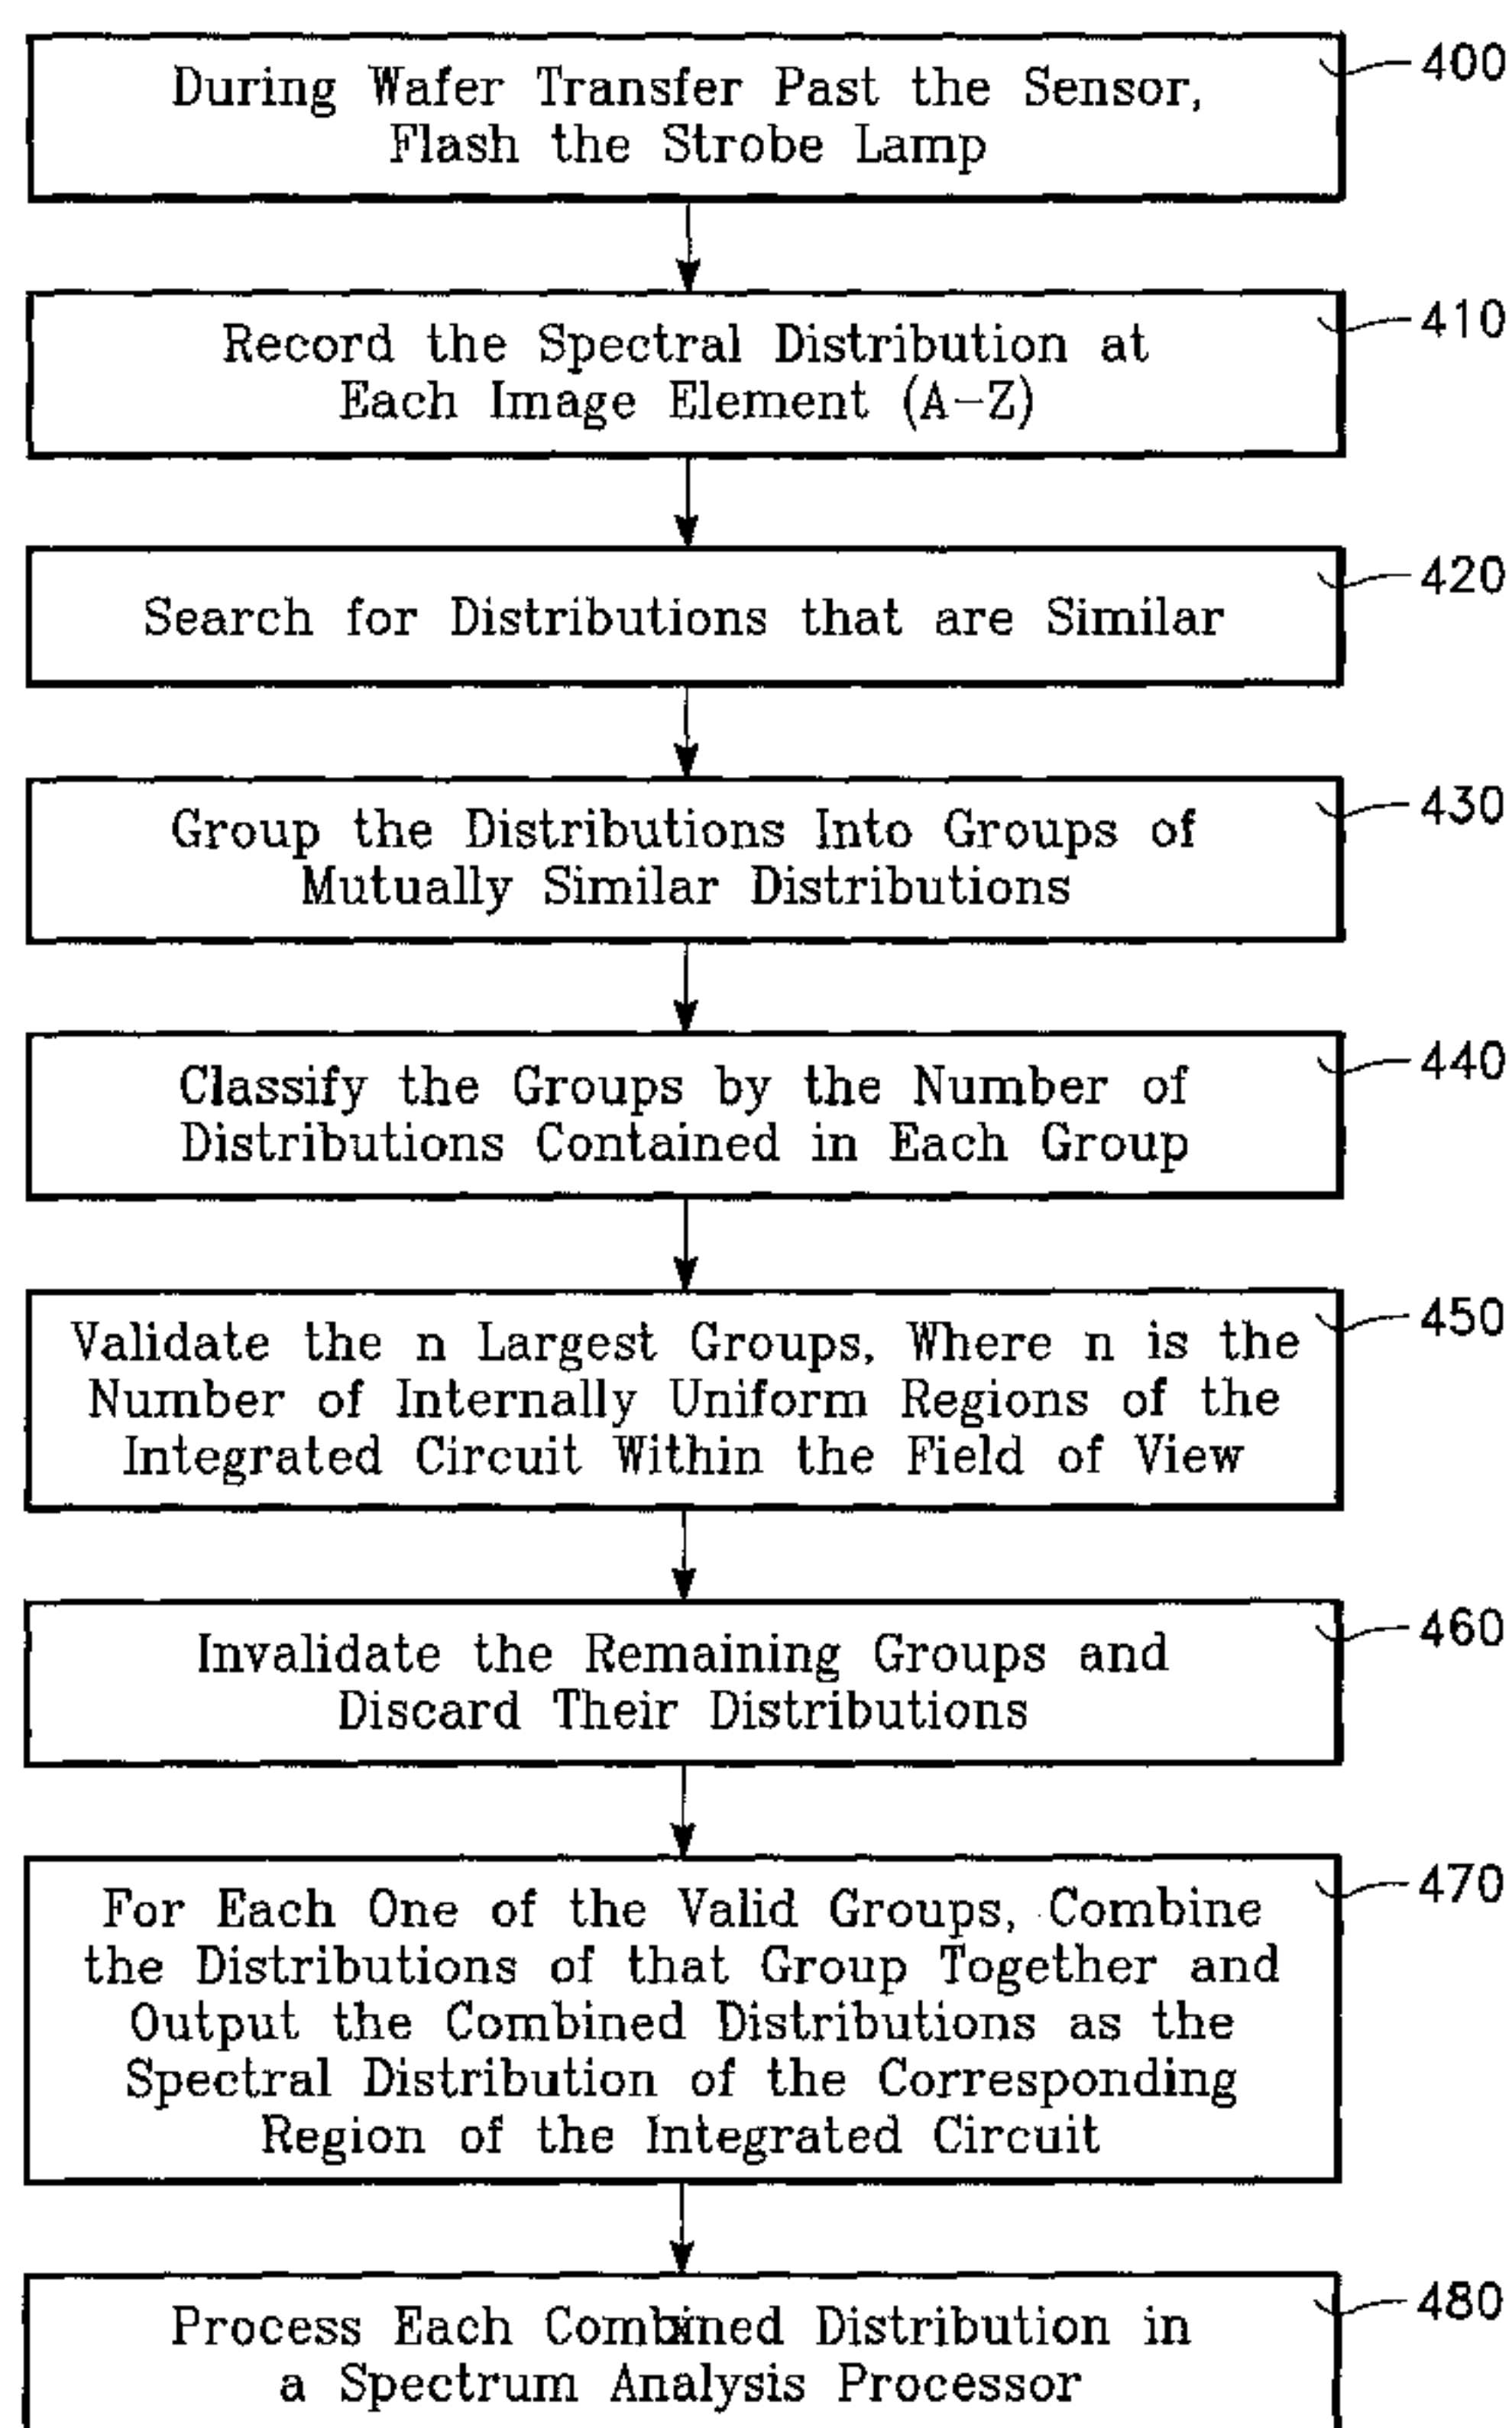 During Wafer Transfer Past the Sensor,
Flash the Strobe Lamp
400
Record the Spectral Distribution at
Each Image Element (A-Z)
410
Search for Distributions that are Similar
420
Group the Distributions Into Groups of
Mutually Similar Distributions
430
Classify the Groups by the Number of
Distributions Contained in Each Group
440
Validate the n Largest Groups, Where n is the
Number of Internally Uniform Regions of the
Integrated Circuit Within the Field of View
450
Invalidate the Remaining Groups and
Discard Their Distributions
460
For Each One of the Valid Groups, Combine
the Distributions of that Group Together and
Output the Combined Distributions as the
Spectral Distribution of the Corresponding
Region of the Integrated Circuit
470
Process Each Combined Distribution in
a Spectrum Analysis Processor
480